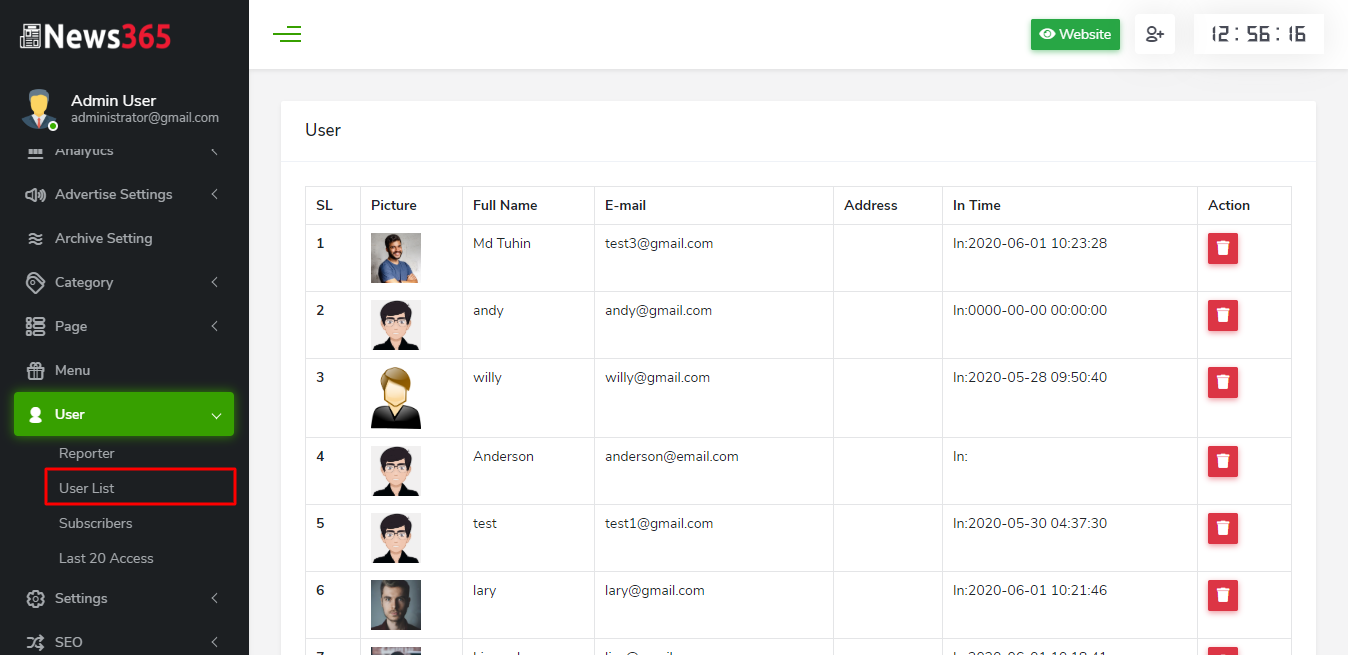 News365
Website
12:56:16
Admin User
administrator@gmail.com
Analytics
Advertise Settings
Archive Setting
Category
Page
Menu
User
Reporter
User List
Subscribers
Last 20 Access
Settings
SEO
User
SL Picture Full Name E-mail Address In Time Action
1 Md Tuhin test3@gmail.com In:2020-06-01 10:23:28
2 andy andy@gmail.com In:0000-00-00 00:00:00
3 willy willy@gmail.com In:2020-05-28 09:50:40
4 Anderson anderson@email.com In:
5 test test1@gmail.com In:2020-05-30 04:37:30
6 lary lary@gmail.com In:2020-06-01 10:21:46